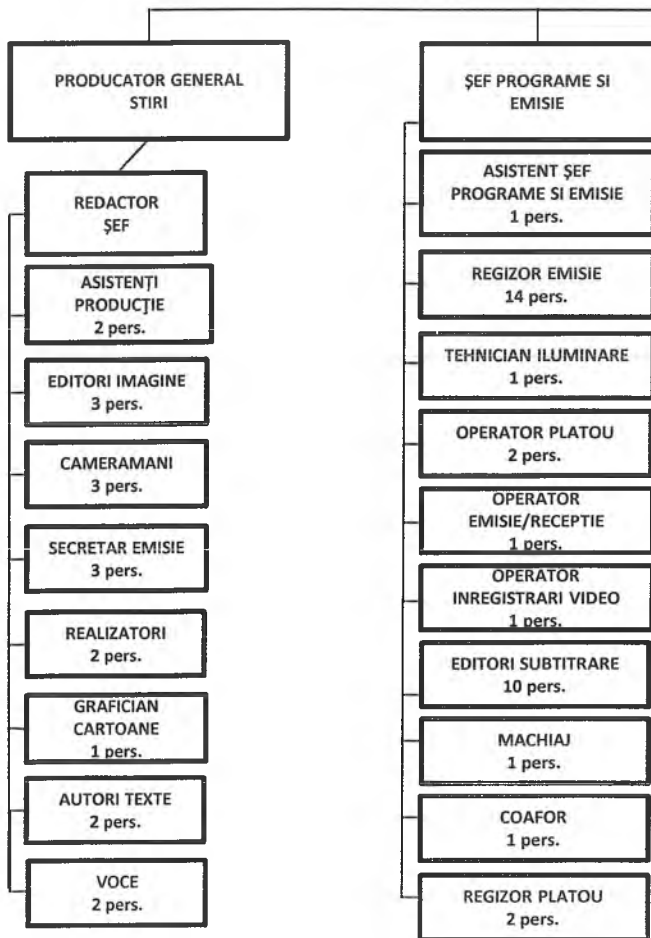 PRODUCATOR GENERAL
STIRI
REDACTOR
ŞEF
ASISTENŢI
PRODUCŢIE
2 pers.
EDITORI IMAGINE
3 pers.
CAMERAMANI
3 pers.
SECRETAR EMISIE
3 pers.
REALIZATORI
2 pers.
GRAFICIAN
CARTOANE
1 pers.
AUTORI TEXTE
2 pers.
VOCE
2 pers.
ŞEF PROGRAME SI
EMISIE
ASISTENT ŞEF
PROGRAME SI EMISIE
1 pers.
REGIZOR EMISIE
14 pers.
TEHNICIAN ILUMINARE
1 pers.
OPERATOR PLATOU
2 pers.
OPERATOR
EMISIE/RECEPTIE
1 pers.
OPERATOR
INREGISTRARI VIDEO
1 pers.
EDITORI SUBTITRARE
10 pers.
MACHIAJ
1 pers.
COAFOR
1 pers.
REGIZOR PLATOU
2 pers.